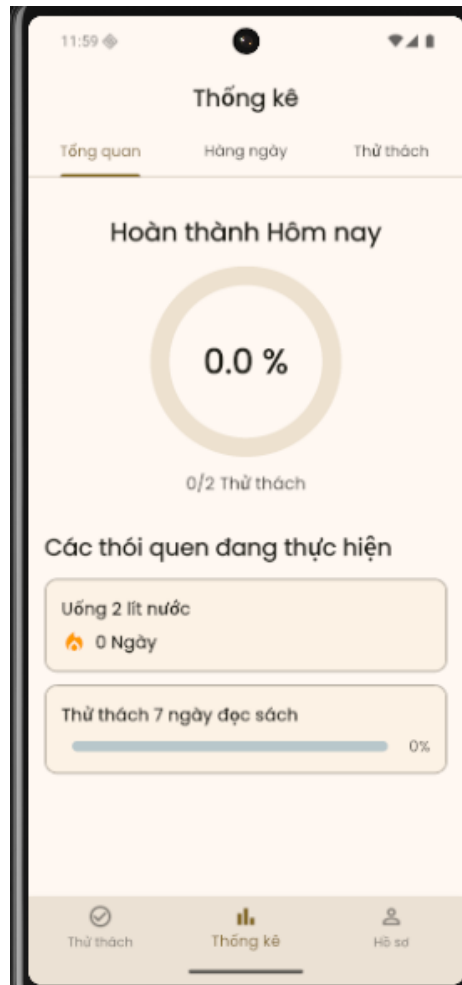 11:59
Thống kê
Tổng quan Hàng ngày Thử thách
Hoàn thành Hôm nay
0.0 %
0/2 Thử thách
Các thói quen đang thực hiện
Uống 2 lít nước
0 Ngày
Thử thách 7 ngày đọc sách
0%
Thử thách Thống kê Hồ sơ